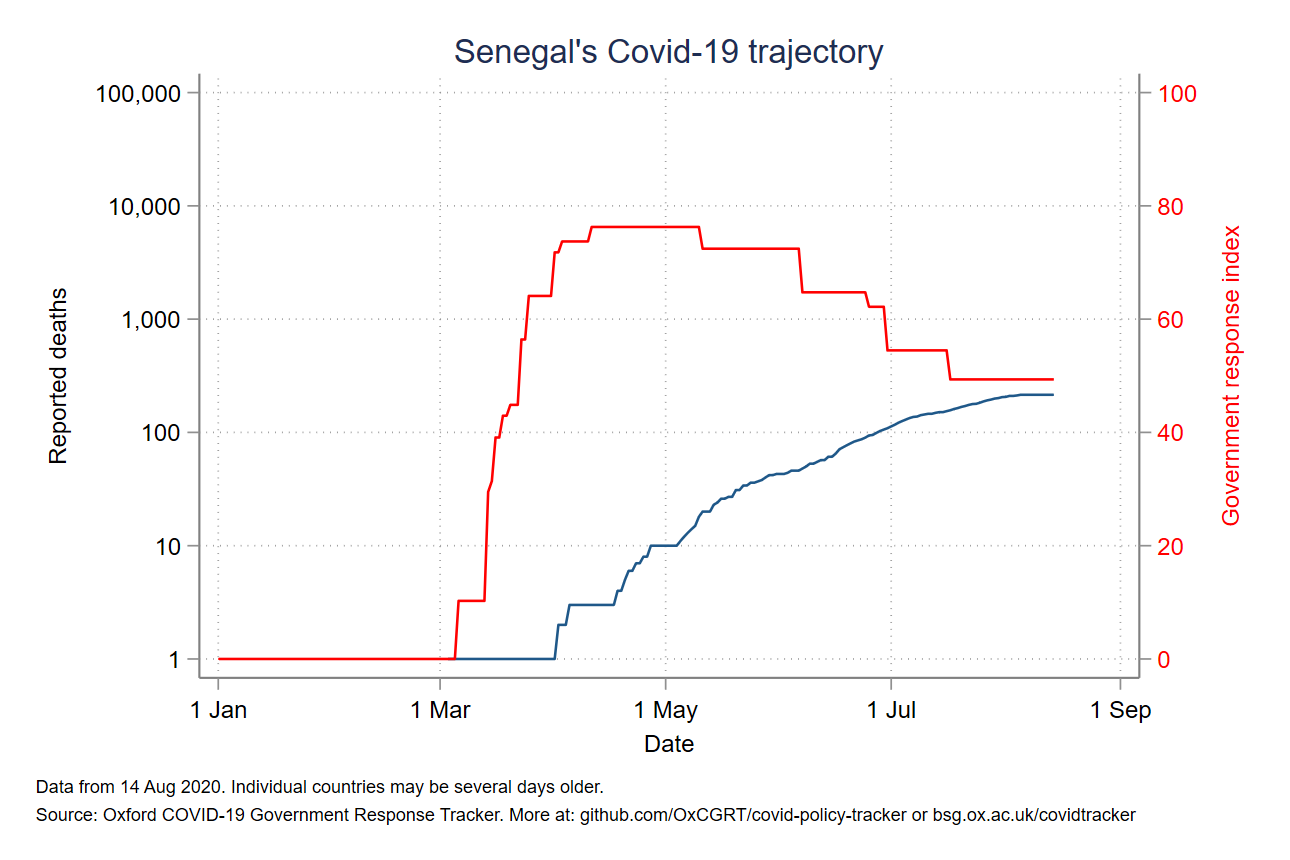 Senegal's Covid-19 trajectory
100,000
10,000
1,000
100
10
1
Reported deaths
100
80
60
40
20
0
Government response index
1 Jan
1 Mar
1 May
1 Jul
1 Sep
Date
Data from 14 Aug 2020. Individual countries may be several days older.
Source: Oxford COVID-19 Government Response Tracker. More at: github.com/OxCGRT/covid-policy-tracker or bsg.ox.ac.uk/covidtracker